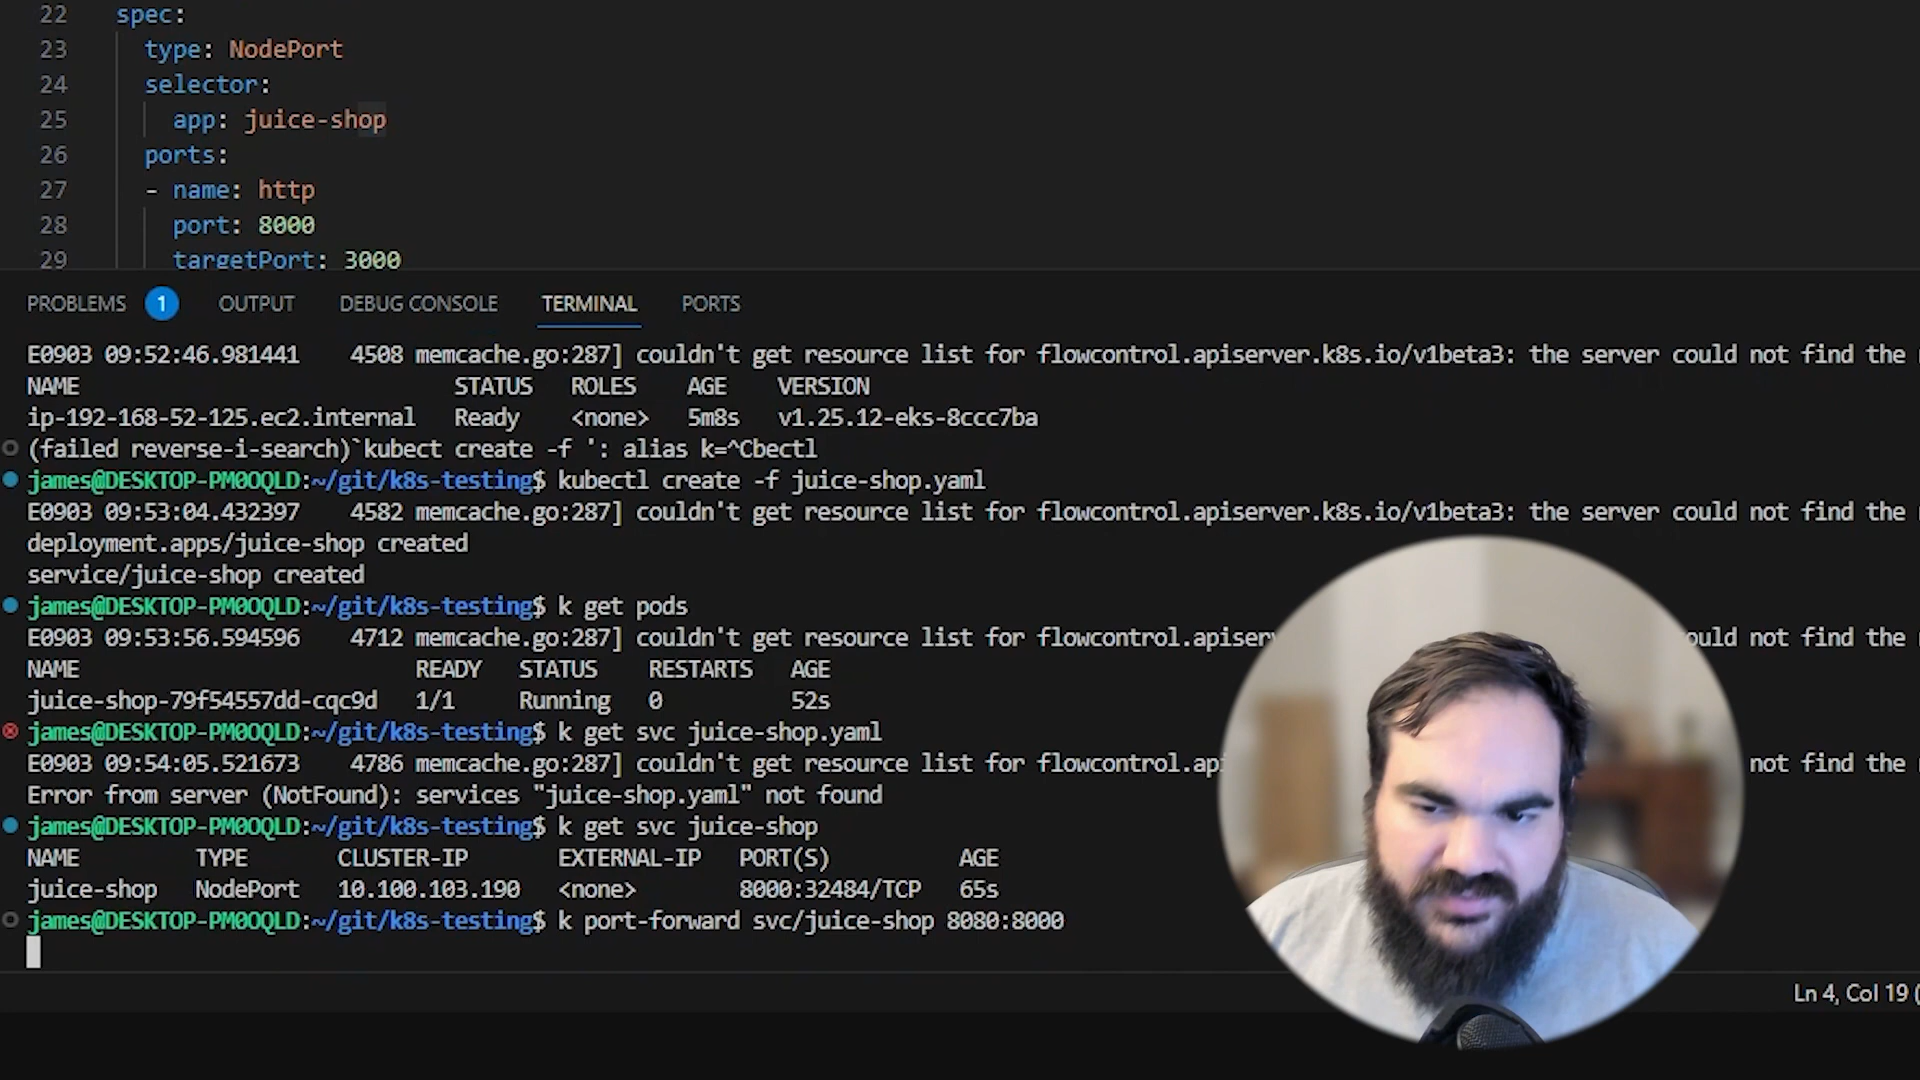 22 spec:
23 type: NodePort
24 selector:
25 app: juice-shop
26 ports:
27 - name: http
28 port: 8000
29 targetPort: 3000
PROBLEMS 1 OUTPUT DEBUG CONSOLE TERMINAL PORTS
E0903 09:52:46.981441 4508 memcache.go:287] couldn't get resource list for flowcontrol.apiserver.k8s.io/v1beta3: the server could not find the
NAME STATUS ROLES AGE VERSION
ip-192-168-52-125.ec2.internal Ready <none> 5m8s v1.25.12-eks-8ccc7ba
(failed reverse-i-search)`kubect create -f ': alias k=^Cbectl
james@DESKTOP-PM0OQLD:~/git/k8s-testing$ kubectl create -f juice-shop.yaml
E0903 09:53:04.432397 4582 memcache.go:287] couldn't get resource list for flowcontrol.apiserver.k8s.io/v1beta3: the server could not find the
deployment.apps/juice-shop created
service/juice-shop created
james@DESKTOP-PM0OQLD:~/git/k8s-testing$ k get pods
E0903 09:53:56.594596 4712 memcache.go:287] couldn't get resource list for flowcontrol.apiserv ould not find the
NAME READY STATUS RESTARTS AGE
juice-shop-79f54557dd-cqc9d 1/1 Running 0 52s
james@DESKTOP-PM0OQLD:~/git/k8s-testing$ k get svc juice-shop.yaml
E0903 09:54:05.521673 4786 memcache.go:287] couldn't get resource list for flowcontrol.api not find the
Error from server (NotFound): services "juice-shop.yaml" not found
james@DESKTOP-PM0OQLD:~/git/k8s-testing$ k get svc juice-shop
NAME TYPE CLUSTER-IP EXTERNAL-IP PORT(S) AGE
juice-shop NodePort 10.100.103.190 <none> 8000:32484/TCP 65s
james@DESKTOP-PM0OQLD:~/git/k8s-testing$ k port-forward svc/juice-shop 8080:8000
Ln 4, Col 19